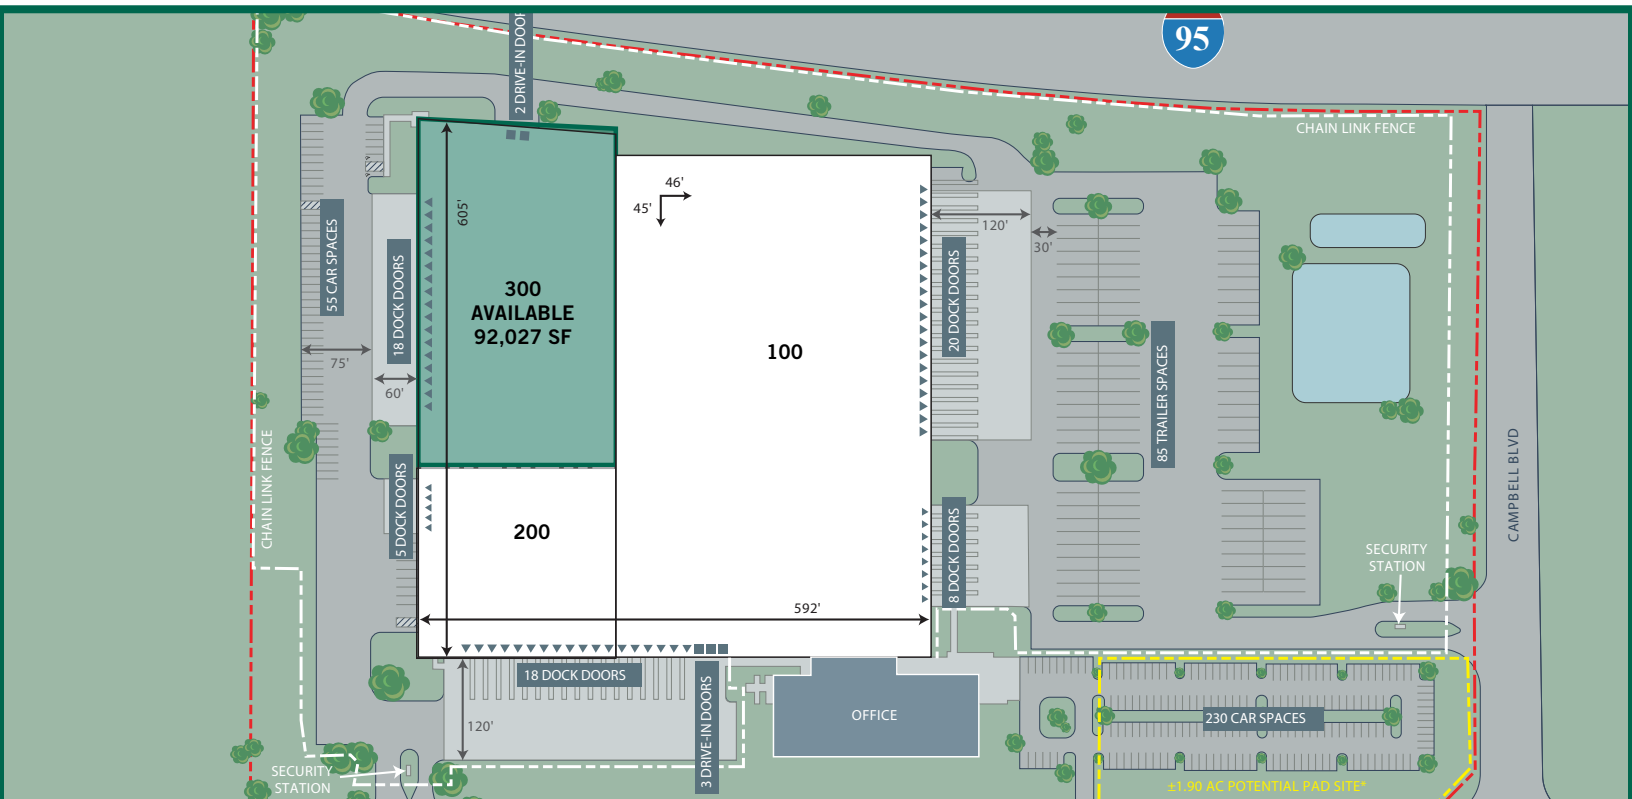 95
2 DRIVE-IN DOOR
CHAIN LINK FENCE
46'
45'
605'
120'
30'
55 CAR SPACES
18 DOCK DOORS
300
AVAILABLE
92,027 SF
100
20 DOCK DOORS
75'
60'
85 TRAILER SPACES
CHAIN LINK FENCE
5 DOCK DOORS
200
8 DOCK DOORS
CAMPBELL BLVD
SECURITY
STATION
592'
18 DOCK DOORS
120'
3 DRIVE-IN DOORS
OFFICE
230 CAR SPACES
SECURITY
STATION
±1.90 AC POTENTIAL PAD SITE*